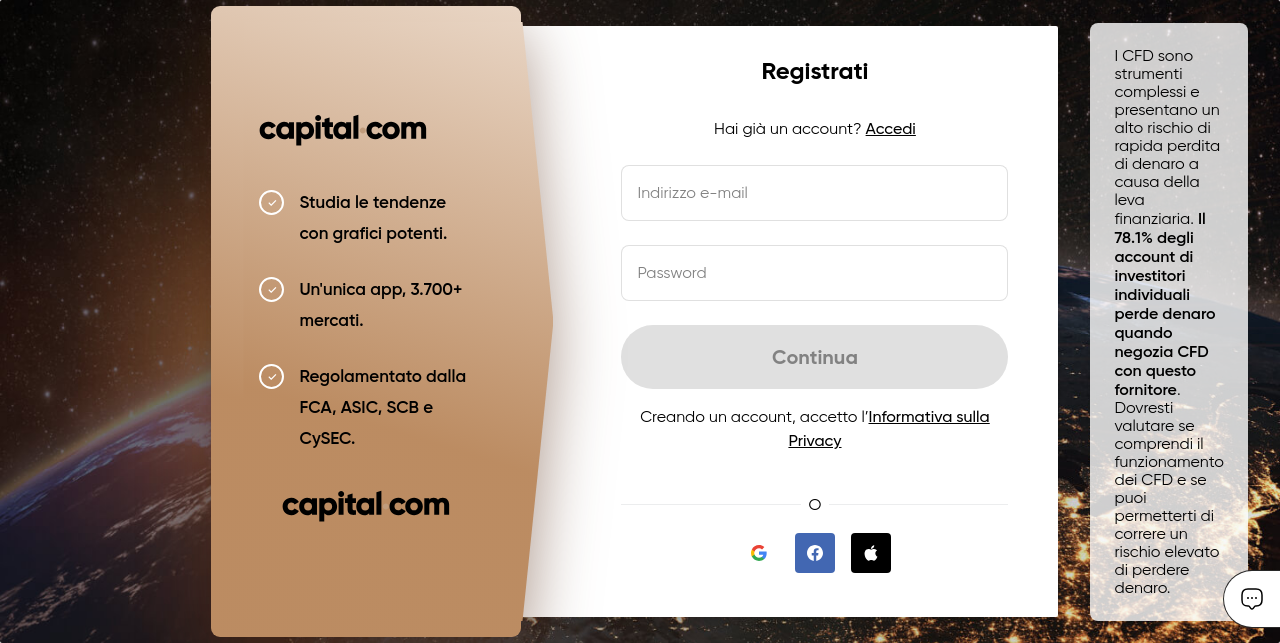 capital com
Studia le tendenze
con grafici potenti.
Un'unica app, 3.700+
mercati.
Regolamentato dalla
FCA, ASIC, SCB e
CySEC.
capital com
Registrati
Hai già un account? Accedi
Indirizzo e-mail
Password
Continua
Creando un account, accetto l'Informativa sulla
Privacy
O
I CFD sono
strumenti
complessi e
presentano un
alto rischio di
rapida perdita
di denaro a
causa della
leva
finanziaria. Il
78.1% degli
account di
investitori
individuali
perde denaro
quando
negozia CFD
con questo
fornitore.
Dovresti
valutare se
comprendi il
funzionamento
dei CFD e se
puoi
permetterti di
correre un
rischio elevato
di perdere
denaro.